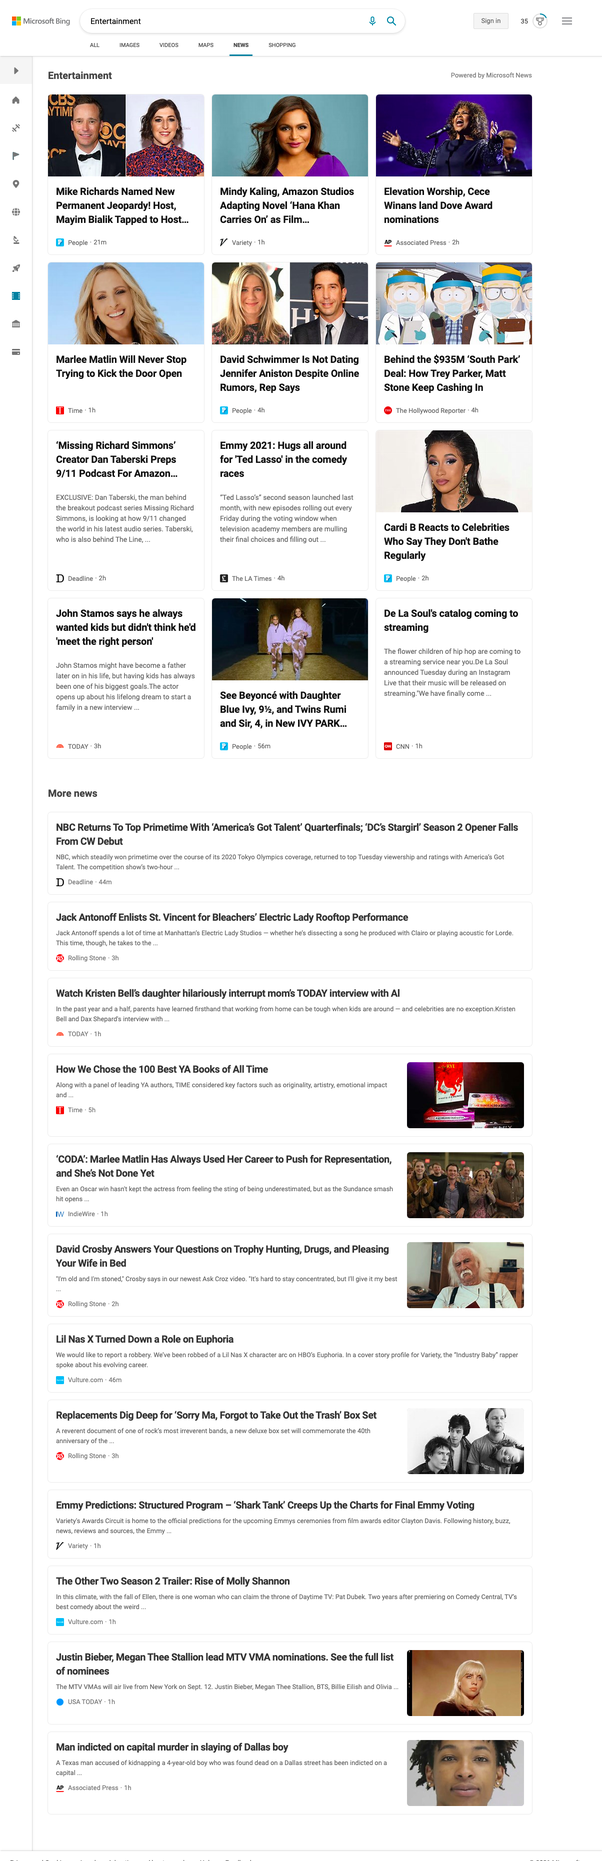 Microsoft Bing
Entertainment
Sign in
35
ALL IMAGES VIDEOS MAPS NEWS SHOPPING
Entertainment
Powered by Microsoft News
Mike Richards Named New
Permanent Jeopardy! Host,
Mayim Bialik Tapped to Host...
People · 21m
Mindy Kaling, Amazon Studios
Adapting Novel 'Hana Khan
Carries On' as Film...
Variety · 1h
Elevation Worship, Cece
Winans land Dove Award
nominations
AP Associated Press · 2h
Marlee Matlin Will Never Stop
Trying to Kick the Door Open
Time · 1h
David Schwimmer Is Not Dating
Jennifer Aniston Despite Online
Rumors, Rep Says
People · 4h
Behind the $935M 'South Park'
Deal: How Trey Parker, Matt
Stone Keep Cashing In
The Hollywood Reporter · 4h
'Missing Richard Simmons'
Creator Dan Taberski Preps
9/11 Podcast For Amazon...
EXCLUSIVE: Dan Taberski, the man behind
the breakout podcast series Missing Richard
Simmons, is looking at how 9/11 changed
the world in his latest audio series. Taberski,
who is also behind The Line, ...
Deadline · 2h
Emmy 2021: Hugs all around
for 'Ted Lasso' in the comedy
races
"Ted Lasso's" second season launched last
month, with new episodes rolling out every
Friday during the voting window when
television academy members are mulling
their final choices and filling out ...
The LA Times · 4h
Cardi B Reacts to Celebrities
Who Say They Don't Bathe
Regularly
People · 2h
John Stamos says he always
wanted kids but didn't think he'd
'meet the right person'
John Stamos might have become a father
later on in his life, but having kids has always
been one of his biggest goals.The actor
opens up about his lifelong dream to start a
family in a new interview ...
TODAY · 3h
See Beyoncé with Daughter
Blue Ivy, 9½, and Twins Rumi
and Sir, 4, in New IVY PARK...
People · 56m
De La Soul's catalog coming to
streaming
The flower children of hip hop are coming to
a streaming service near you.De La Soul
announced Tuesday during an Instagram
Live that their music will be released on
streaming."We have finally come ...
CNN · 1h
More news
NBC Returns To Top Primetime With 'America's Got Talent' Quarterfinals; 'DC's Stargirl' Season 2 Opener Falls
From CW Debut
NBC, which steadily won primetime over the course of its 2020 Tokyo Olympics coverage, returned to top Tuesday viewership and ratings with America's Got
Talent. The competition show's two-hour ...
Deadline · 44m
Jack Antonoff Enlists St. Vincent for Bleachers' Electric Lady Rooftop Performance
Jack Antonoff spends a lot of time at Manhattan's Electric Lady Studios — whether he's dissecting a song he produced with Clairo or playing acoustic for Lorde.
This time, though, he takes to the ...
Rolling Stone · 3h
Watch Kristen Bell's daughter hilariously interrupt mom's TODAY interview with Al
In the past year and a half, parents have learned firsthand that working from home can be tough when kids are around — and celebrities are no exception.Kristen
Bell and Dax Shepard's interview with ...
TODAY · 1h
How We Chose the 100 Best YA Books of All Time
Along with a panel of leading YA authors, TIME considered key factors such as originality, artistry, emotional impact
and ...
Time · 5h
'CODA': Marlee Matlin Has Always Used Her Career to Push for Representation,
and She's Not Done Yet
Even an Oscar win hasn't kept the actress from feeling the sting of being underestimated, but as the Sundance smash
hit opens ...
IndieWire · 1h
David Crosby Answers Your Questions on Trophy Hunting, Drugs, and Pleasing
Your Wife in Bed
"I'm old and I'm stoned," Crosby says in our newest Ask Croz video. "It's hard to stay concentrated, but I'll give it my best
...
Rolling Stone · 2h
Lil Nas X Turned Down a Role on Euphoria
We would like to report a robbery. We've been robbed of a Lil Nas X character arc on HBO's Euphoria. In a cover story profile for Variety, the "Industry Baby" rapper
spoke about his evolving career.
Vulture.com · 46m
Replacements Dig Deep for 'Sorry Ma, Forgot to Take Out the Trash' Box Set
A reverent document of one of rock's most irreverent bands, a new deluxe box set will commemorate the 40th
anniversary of the ...
Rolling Stone · 3h
Emmy Predictions: Structured Program – 'Shark Tank' Creeps Up the Charts for Final Emmy Voting
Variety's Awards Circuit is home to the official predictions for the upcoming Emmys ceremonies from film awards editor Clayton Davis. Following history, buzz,
news, reviews and sources, the Emmy ...
Variety · 1h
The Other Two Season 2 Trailer: Rise of Molly Shannon
In this climate, with the fall of Ellen, there is one woman who can claim the throne of Daytime TV: Pat Dubek. Two years after premiering on Comedy Central, TV's
best comedy about the weird ...
Vulture.com · 1h
Justin Bieber, Megan Thee Stallion lead MTV VMA nominations. See the full list
of nominees
The MTV VMAs will air live from New York on Sept. 12. Justin Bieber, Megan Thee Stallion, BTS, Billie Eilish and Olivia ...
USA TODAY · 1h
Man indicted on capital murder in slaying of Dallas boy
A Texas man accused of kidnapping a 4-year-old boy who was found dead on a Dallas street has been indicted on a
capital ...
AP Associated Press · 1h